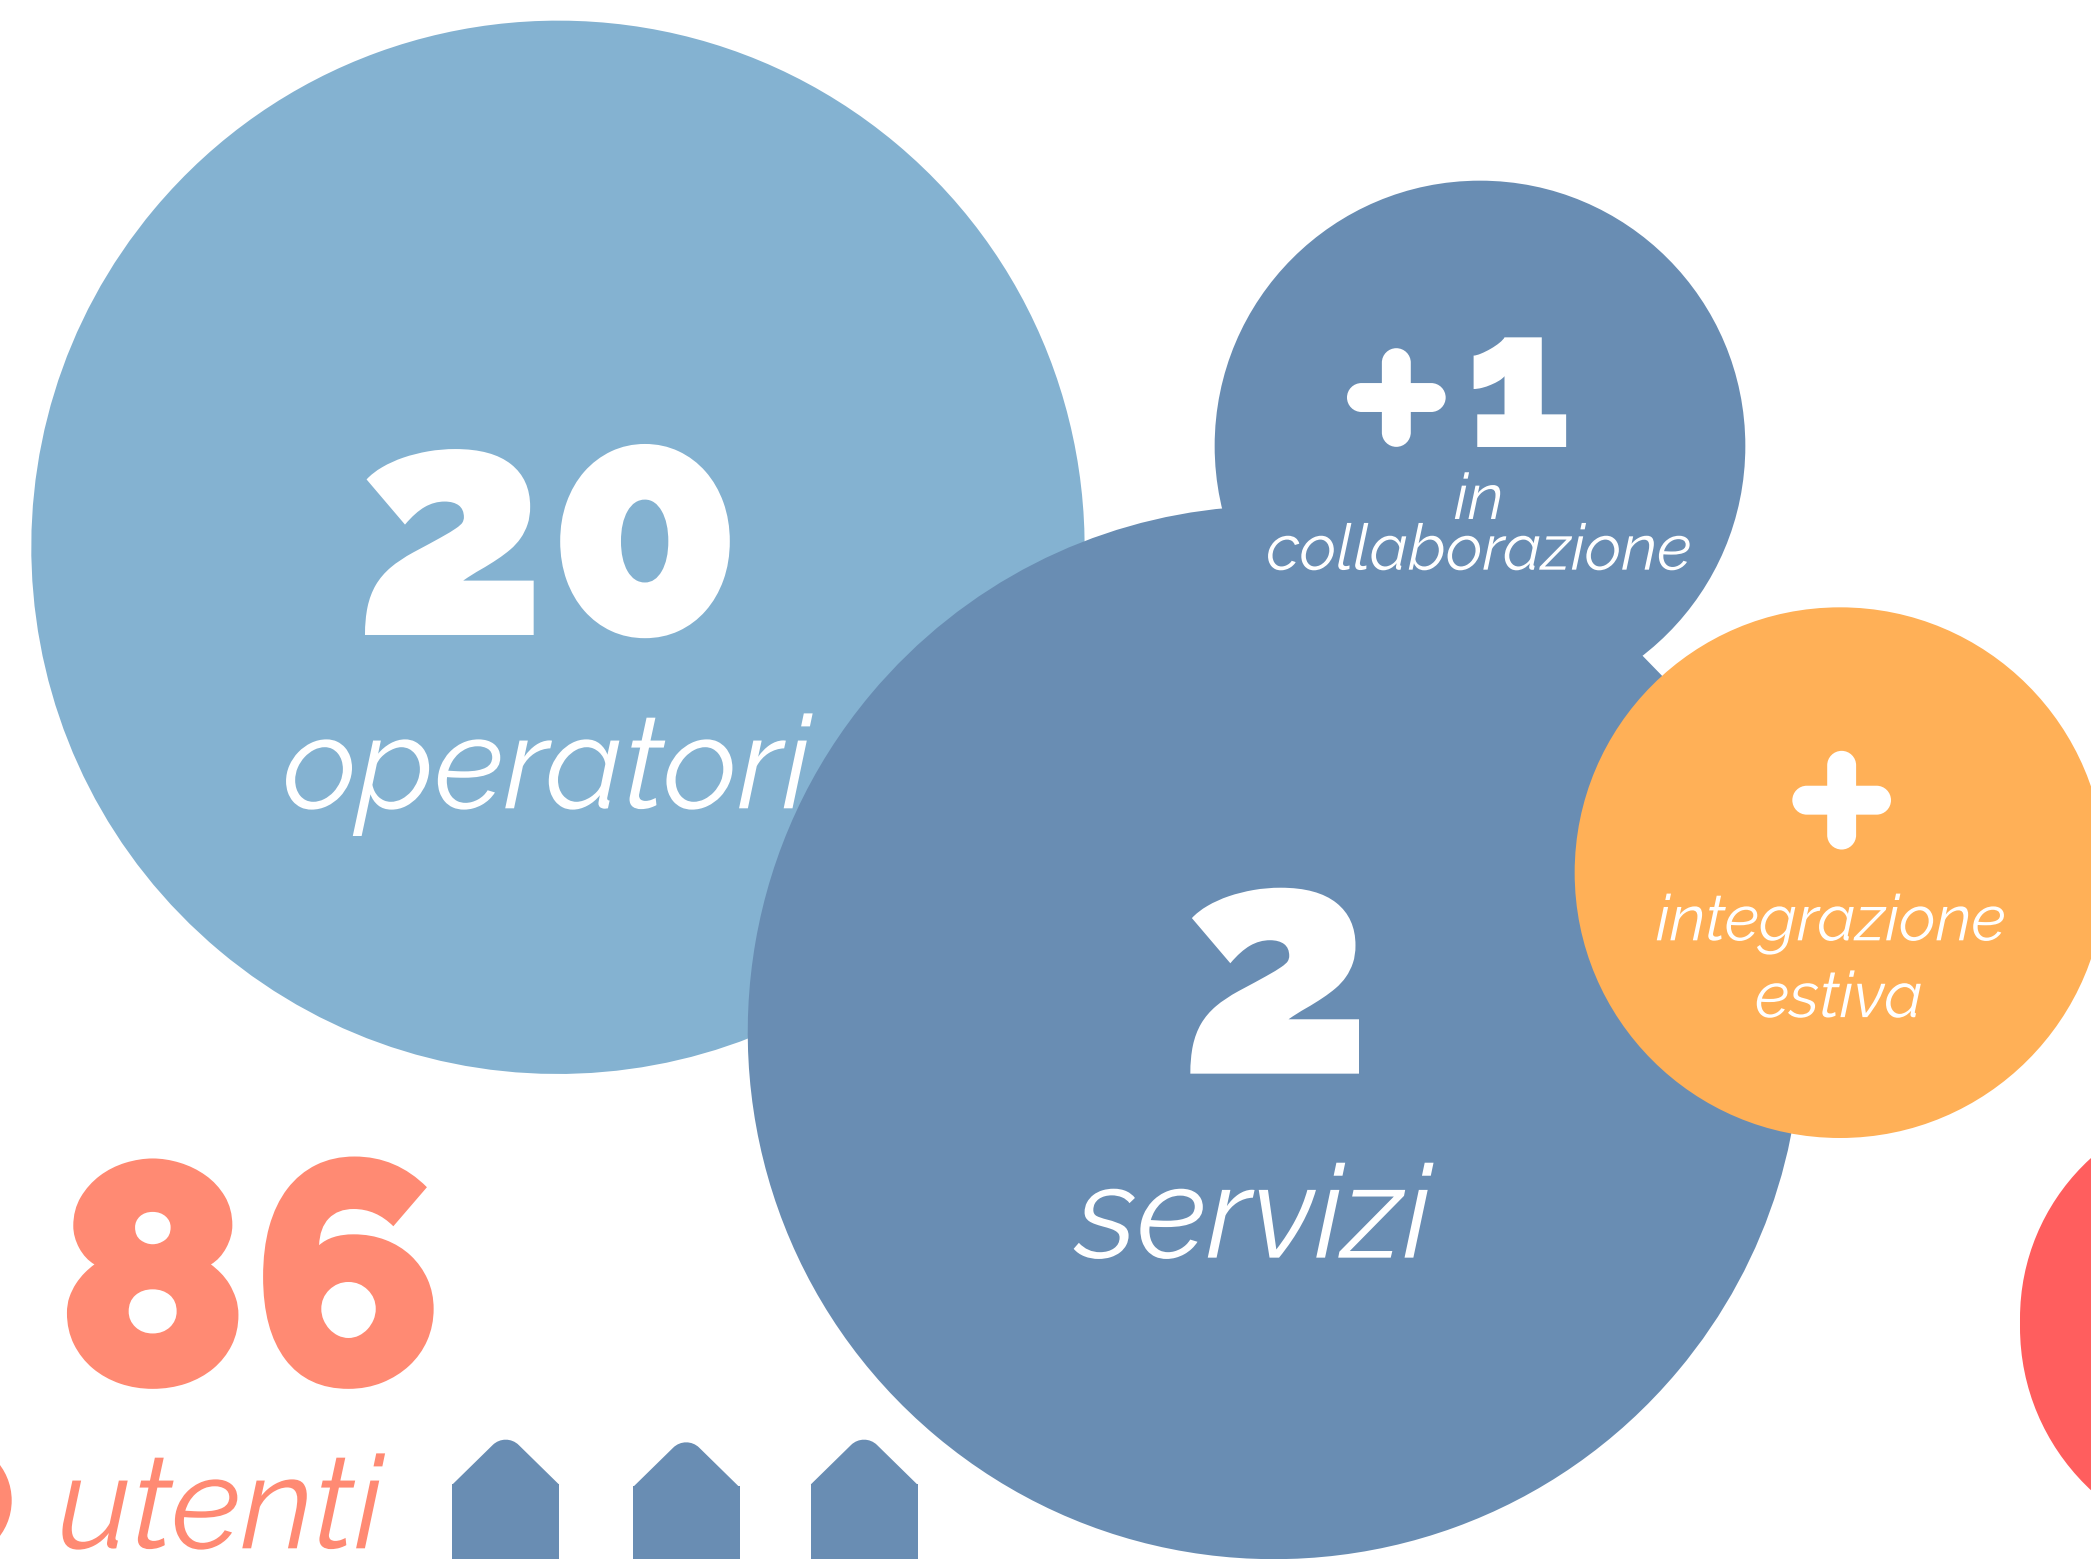 20
operatori
+1
in
collaborazione
+
integrazione
estiva
2
servizi
86
utenti